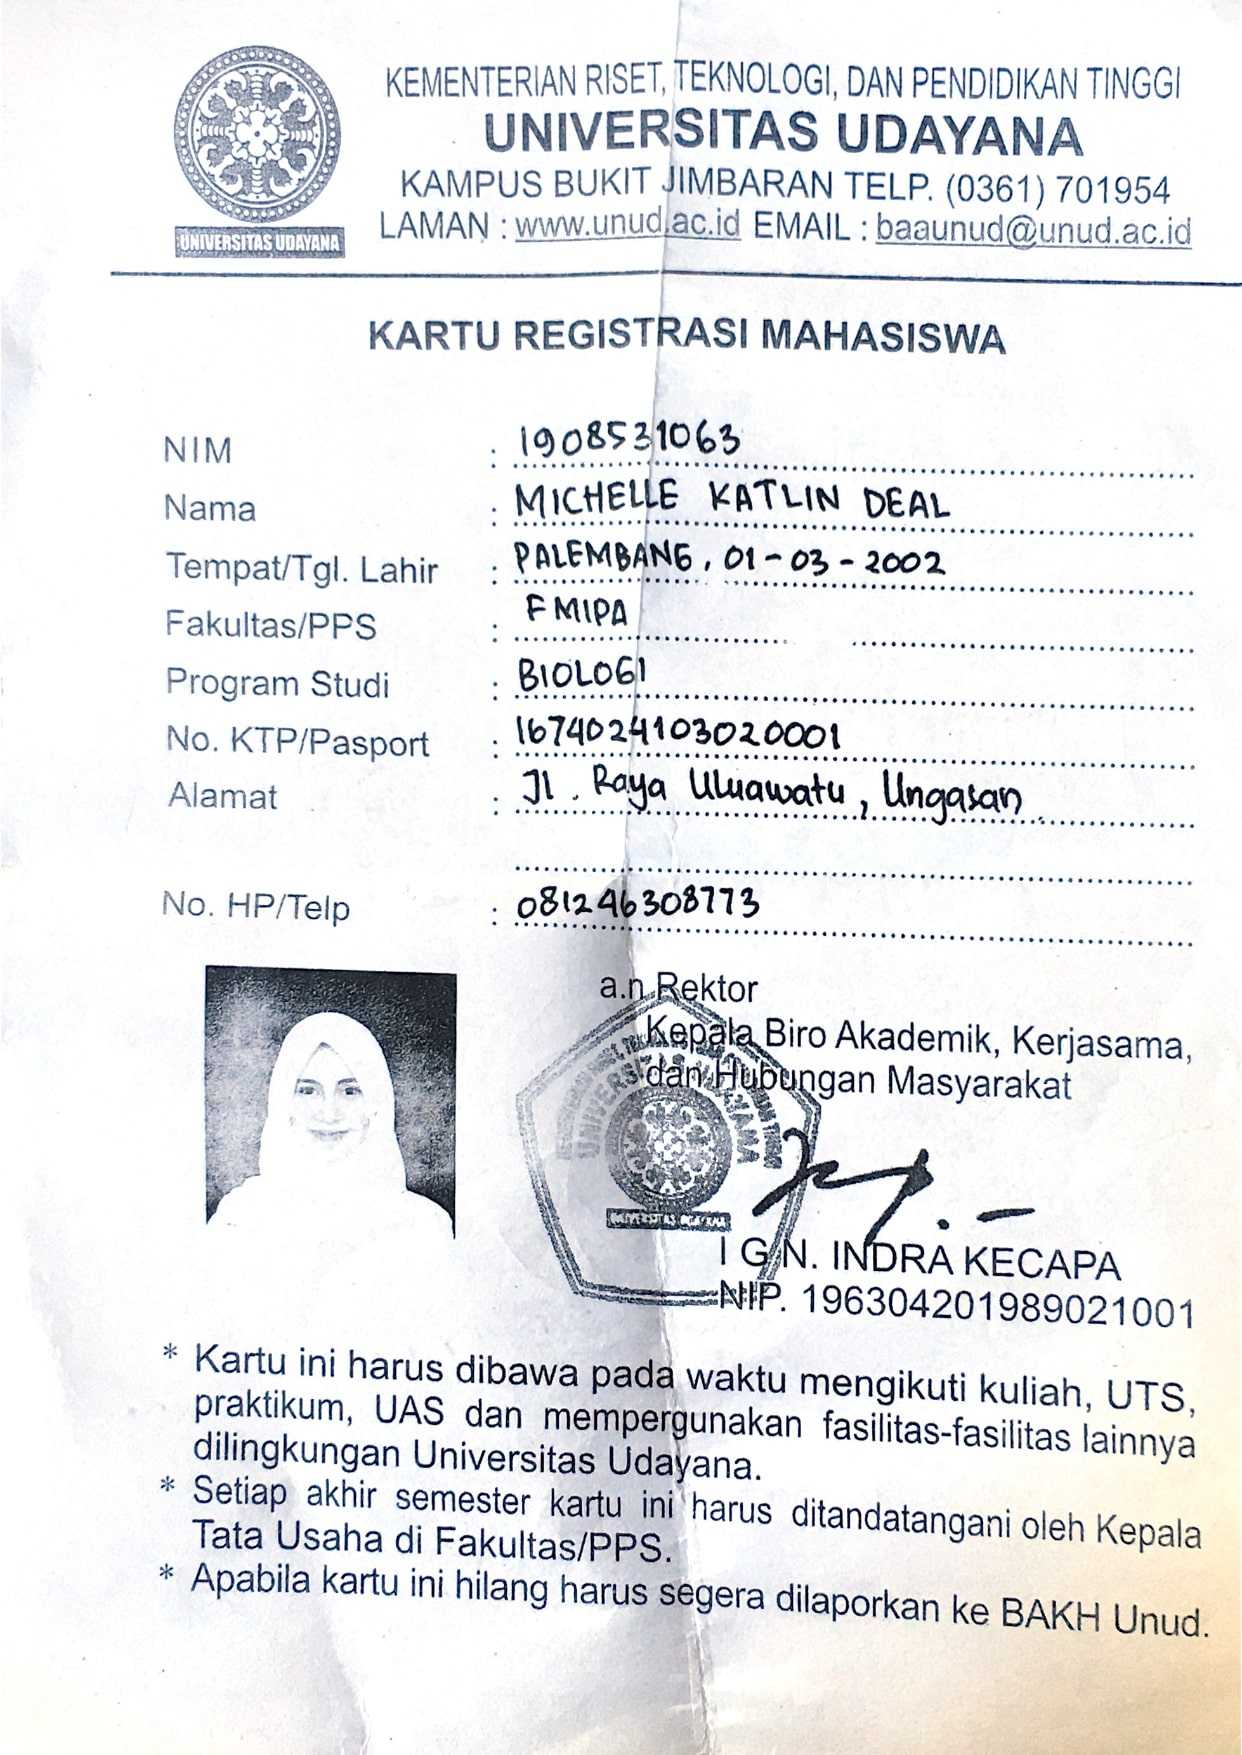 KEMENTERIAN RISET, TEKNOLOGI, DAN PENDIDIKAN TINGGI
UNIVERSITAS UDAYANA
KAMPUS BUKIT JIMBARAN TELP. (0361) 701954
LAMAN : www.unud.ac.id EMAIL : baaunud@unud.ac.id
UNIVERSITAS UDAYANA
KARTU REGISTRASI MAHASISWA
NIM : 1908531063
Nama : MICHELLE KATLIN DEAL
Tempat/Tgl. Lahir : PALEMBANG, 01-03-2002
Fakultas/PPS : FMIPA
Program Studi : BIOLOGI
No. KTP/Pasport : 1674024103020001
Alamat : Jl. Raya Uluawatu, Ungasan
No. HP/Telp : 081246308773
a.n Rektor
Kepala Biro Akademik, Kerjasama,
dan Hubungan Masyarakat
UNIVERSITAS UDAYANA
UNIVERSITAS UDAYANA
I G.N. INDRA KECAPA
NIP. 196304201989021001
* Kartu ini harus dibawa pada waktu mengikuti kuliah, UTS,
praktikum, UAS dan mempergunakan fasilitas-fasilitas lainnya
dilingkungan Universitas Udayana.
* Setiap akhir semester kartu ini harus ditandatangani oleh Kepala
Tata Usaha di Fakultas/PPS.
* Apabila kartu ini hilang harus segera dilaporkan ke BAKH Unud.